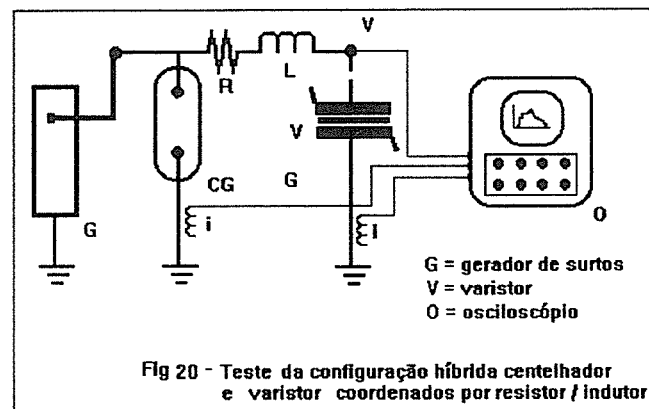 V
R
L
V
CG
G
i
i
G
O
G = gerador de surtos
V = varistor
O = osciloscópio
Fig 20 - Teste da configuração híbrida centelhador
e varistor coordenados por resistor / indutor